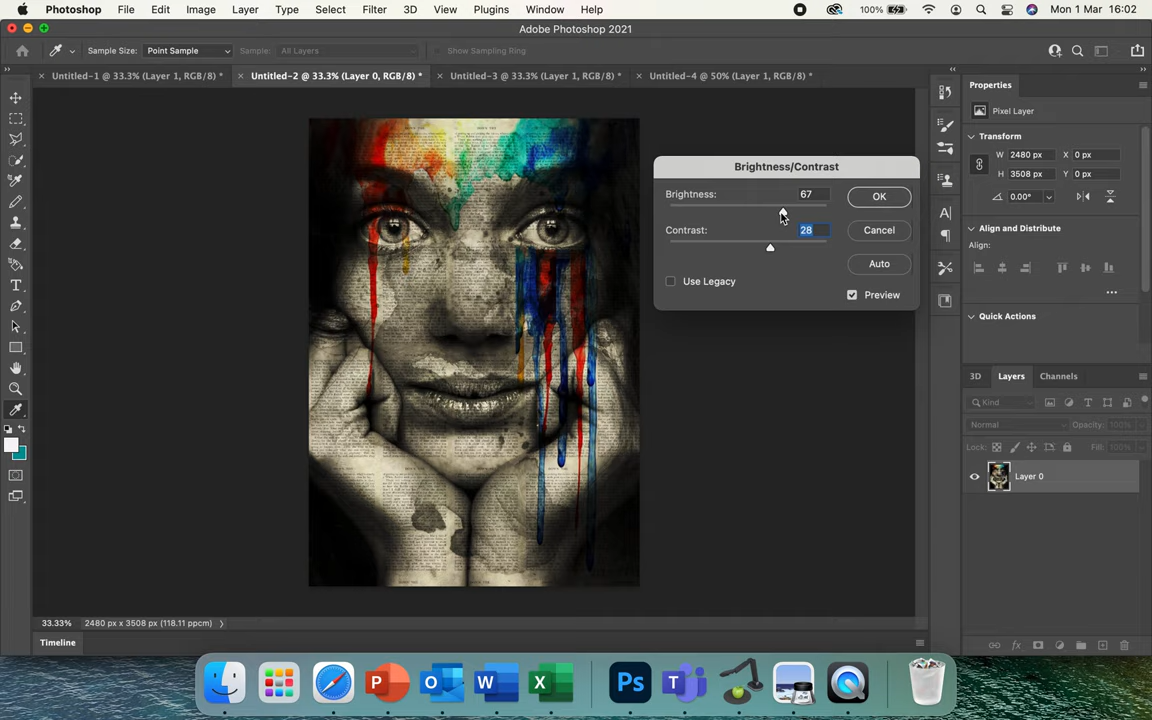 Photoshop File Edit Image Layer Type Select Filter 3D View Plugins Window Help 100% Mon 1 Mar 16:02
Adobe Photoshop 2021
Sample Size: Point Sample Sample: All Layers Show Sampling Ring
Untitled-1 @ 33.3% (Layer 1, RGB/8) *
Untitled-2 @ 33.3% (Layer 0, RGB/8) *
Untitled-3 @ 33.3% (Layer 1, RGB/8) *
Untitled-4 @ 50% (Layer 1, RGB/8) *
Brightness/Contrast
Brightness: 67
OK
Contrast: 28
Cancel
Auto
Use Legacy
Preview
Properties
Pixel Layer
Transform
W 2480 px X 0 px
H 3508 px Y 0 px
0.00°
Align and Distribute
Align:
Quick Actions
3D Layers Channels
Kind
Normal Opacity: 100%
Lock: Fill: 100%
Layer 0
33.33% 2480 px x 3508 px (118.11 ppcm)
Timeline
P O W X Ps T